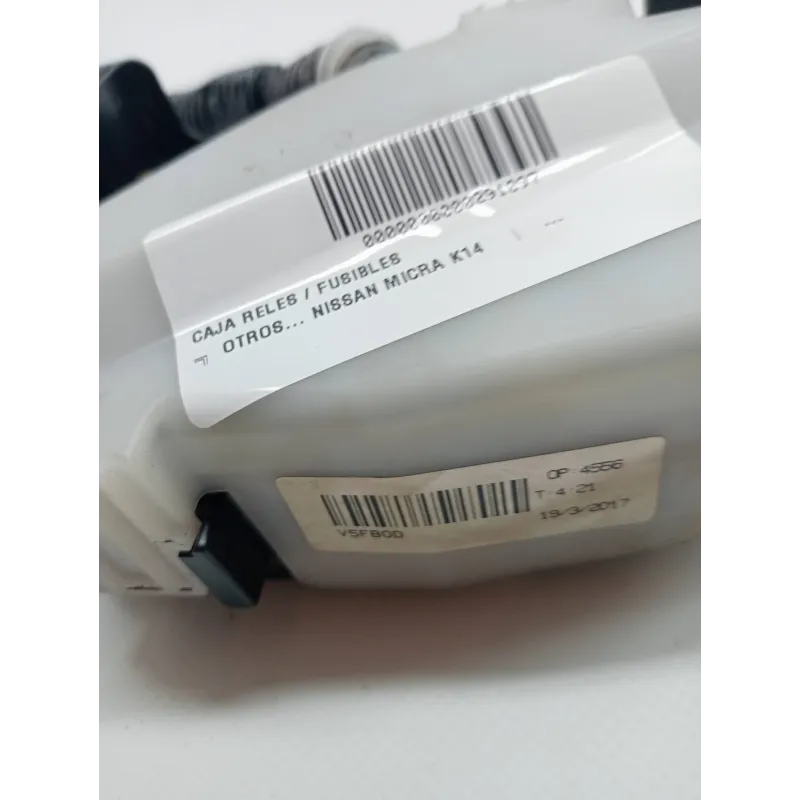 CAJA RELES / FUSIBLES
OTROS... NISSAN MICRA K14
OP:4556
T:4:21
19/3/2017
V5FB0D